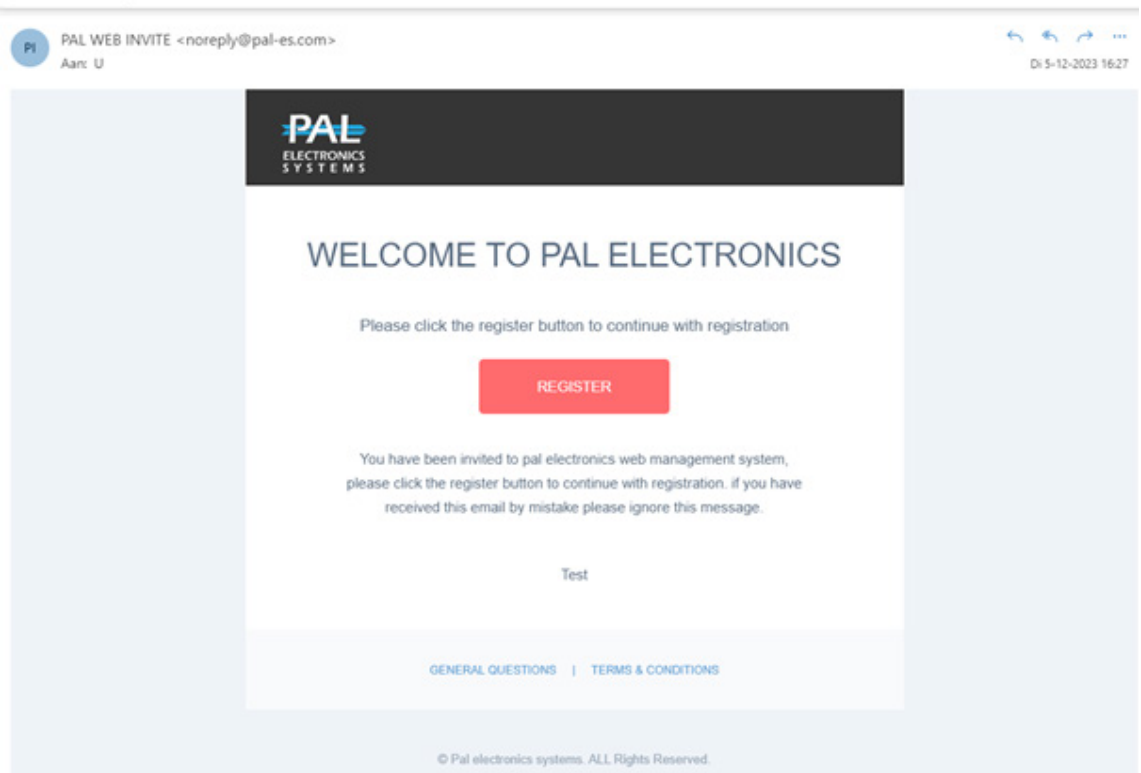 PI
PAL WEB INVITE <noreply@pal-es.com>
Aan: U
Di 5-12-2023 16:27
PAL
ELECTRONICS
SYSTEMS
WELCOME TO PAL ELECTRONICS
Please click the register button to continue with registration
REGISTER
You have been invited to pal electronics web management system,
please click the register button to continue with registration. if you have
received this email by mistake please ignore this message.
Test
GENERAL QUESTIONS | TERMS & CONDITIONS
© Pal electronics systems. ALL Rights Reserved.